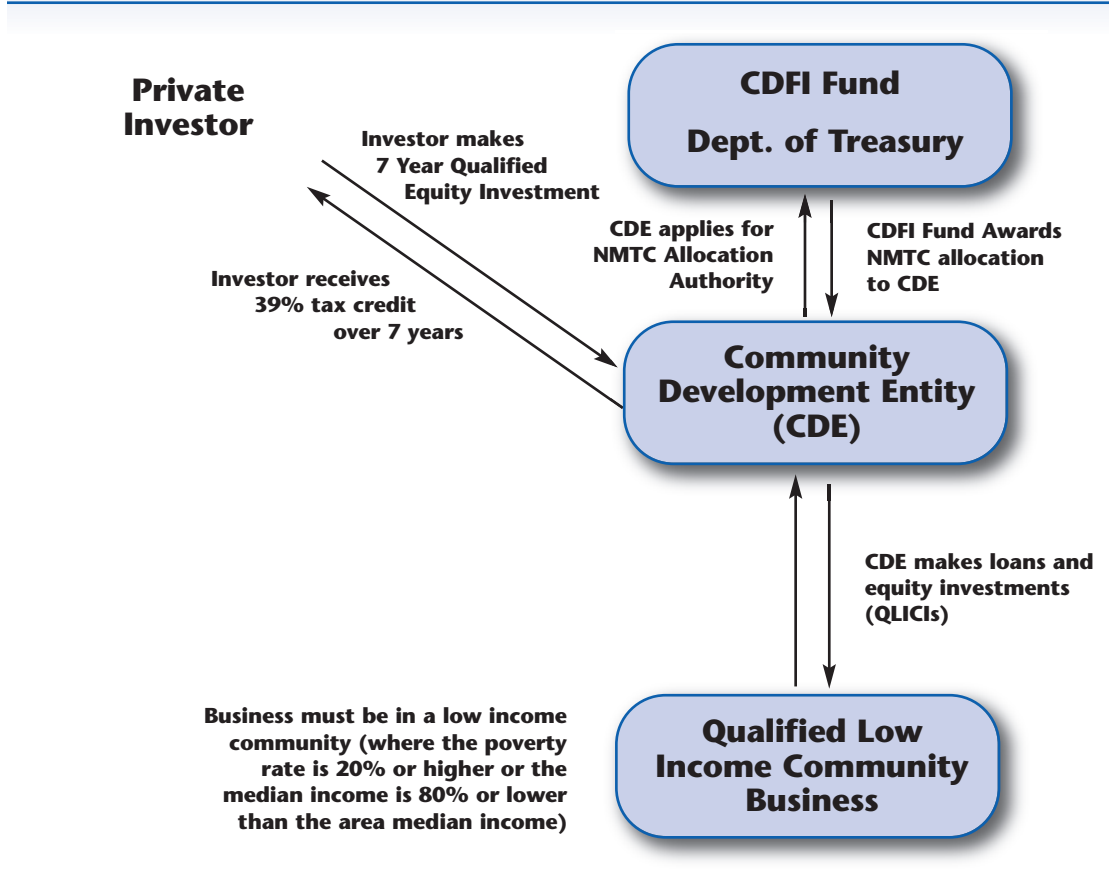 Private
Investor
CDFI Fund
Dept. of Treasury
Investor makes
7 Year Qualified
Equity Investment
CDE applies for
NMTC Allocation
Authority
CDFI Fund Awards
NMTC allocation
to CDE
Investor receives
39% tax credit
over 7 years
Community
Development Entity
(CDE)
CDE makes loans and
equity investments
(QLICIs)
Business must be in a low income
community (where the poverty
rate is 20% or higher or the
median income is 80% or lower
than the area median income)
Qualified Low
Income Community
Business